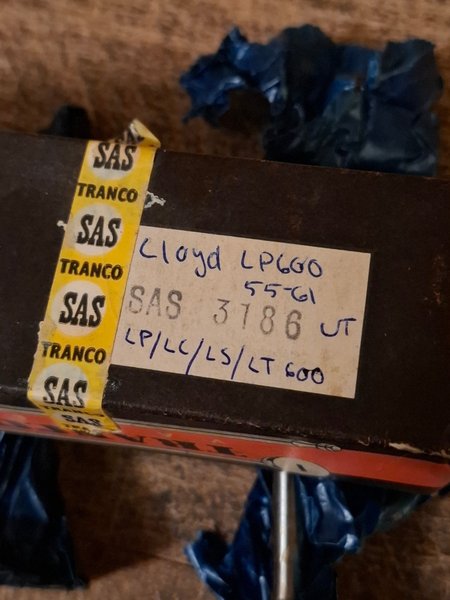 SAS
TRANCO
SAS
TRANCO
SAS
TRANCO
SAS
Lloyd LP600
55-61
SAS 3186 UT
LP/LC/LS/LT 600